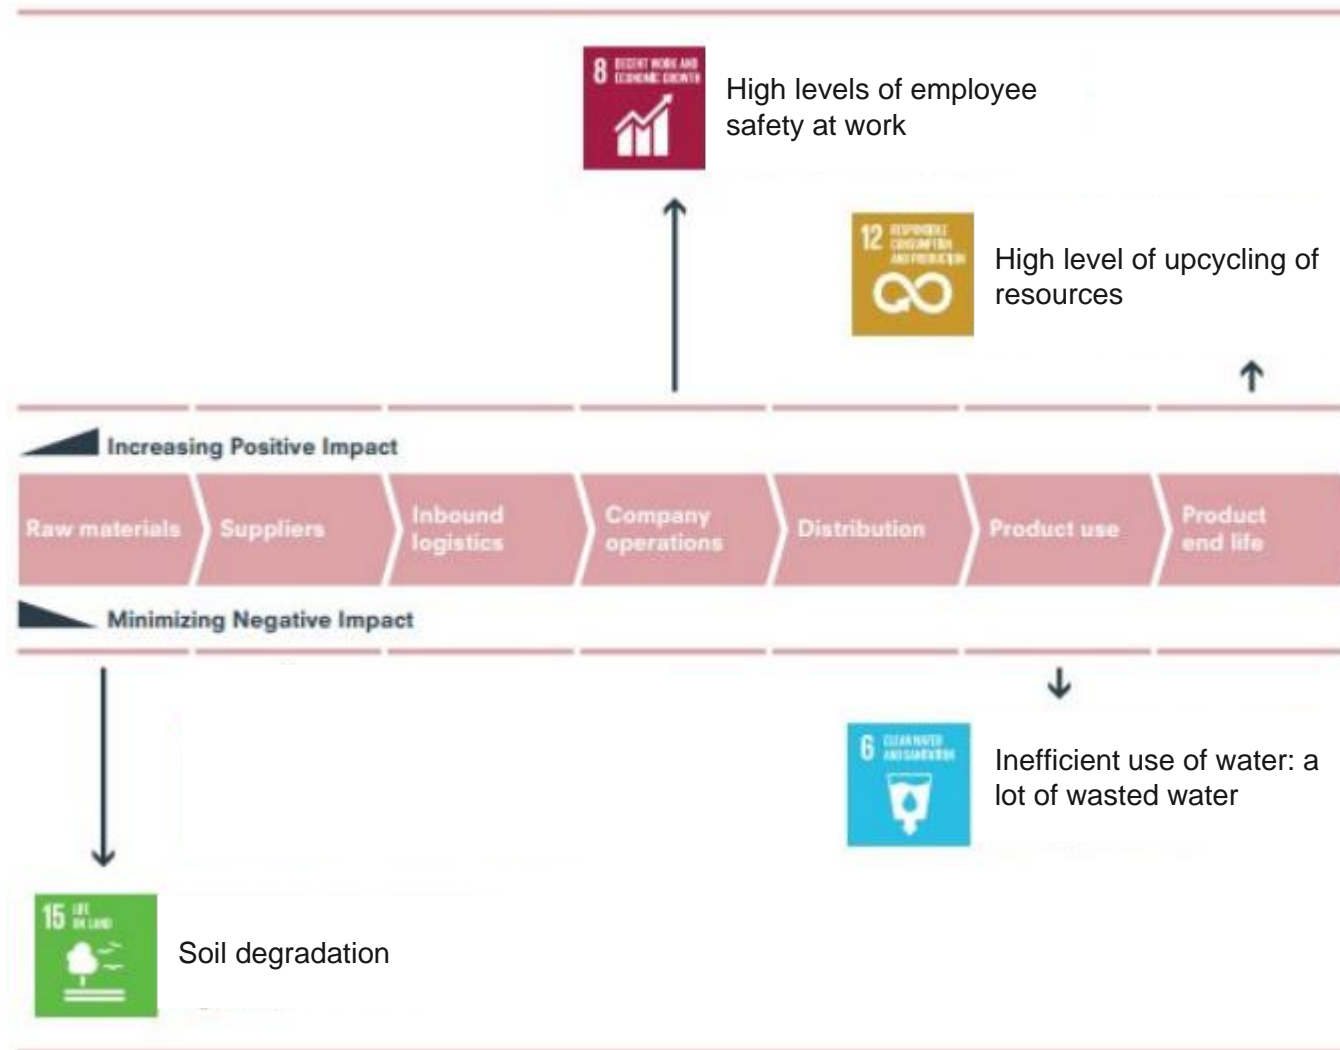 8 DECENT WORK AND
ECONOMIC GROWTH
High levels of employee
safety at work
12 RESPONSIBLE
CONSUMPTION
AND PRODUCTION
High level of upcycling of
resources
Increasing Positive Impact
Raw materials
Suppliers
Inbound
logistics
Company
operations
Distribution
Product use
Product
end life
Minimizing Negative Impact
6 CLEAN WATER
AND SANITATION
Inefficient use of water: a
lot of wasted water
15 LIFE
ON LAND
Soil degradation